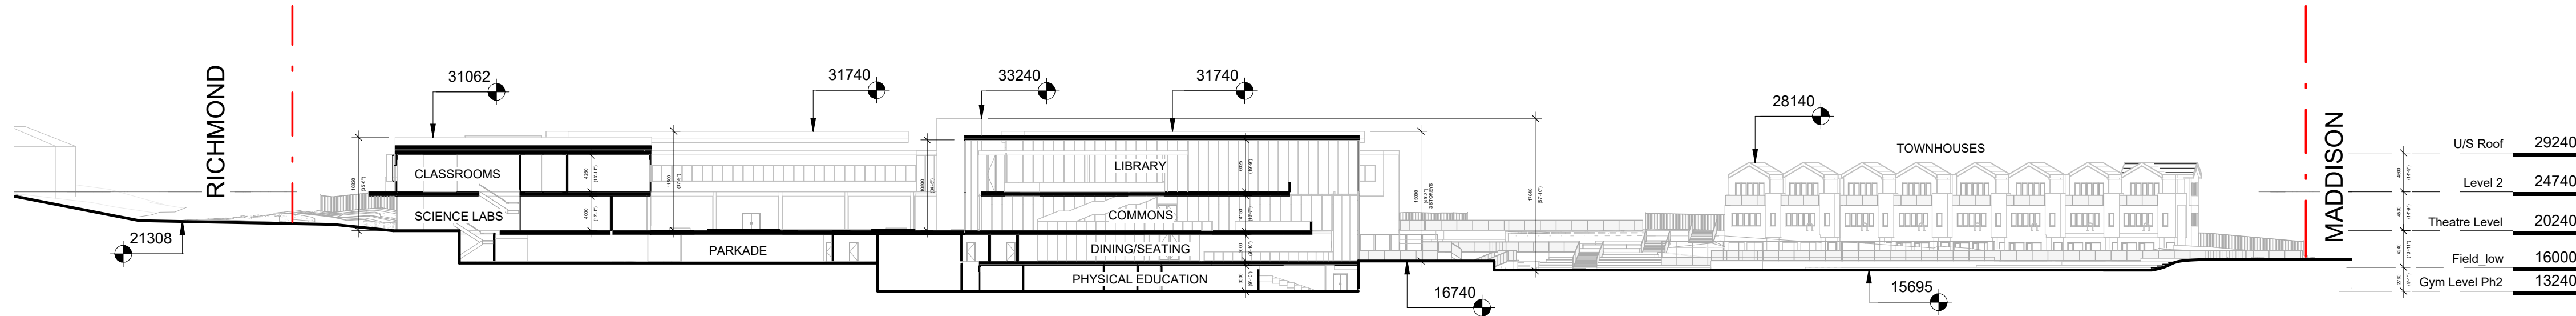 RICHMOND
31062
31740
33240
31740
28140
CLASSROOMS
SCIENCE LABS
PARKADE
LIBRARY
COMMONS
DINING/SEATING
PHYSICAL EDUCATION
TOWNHOUSES
21308
16740
15695
MADDISON
U/S Roof 29240
Level 2 24740
Theatre Level 20240
Field_low 16000
Gym Level Ph2 13240